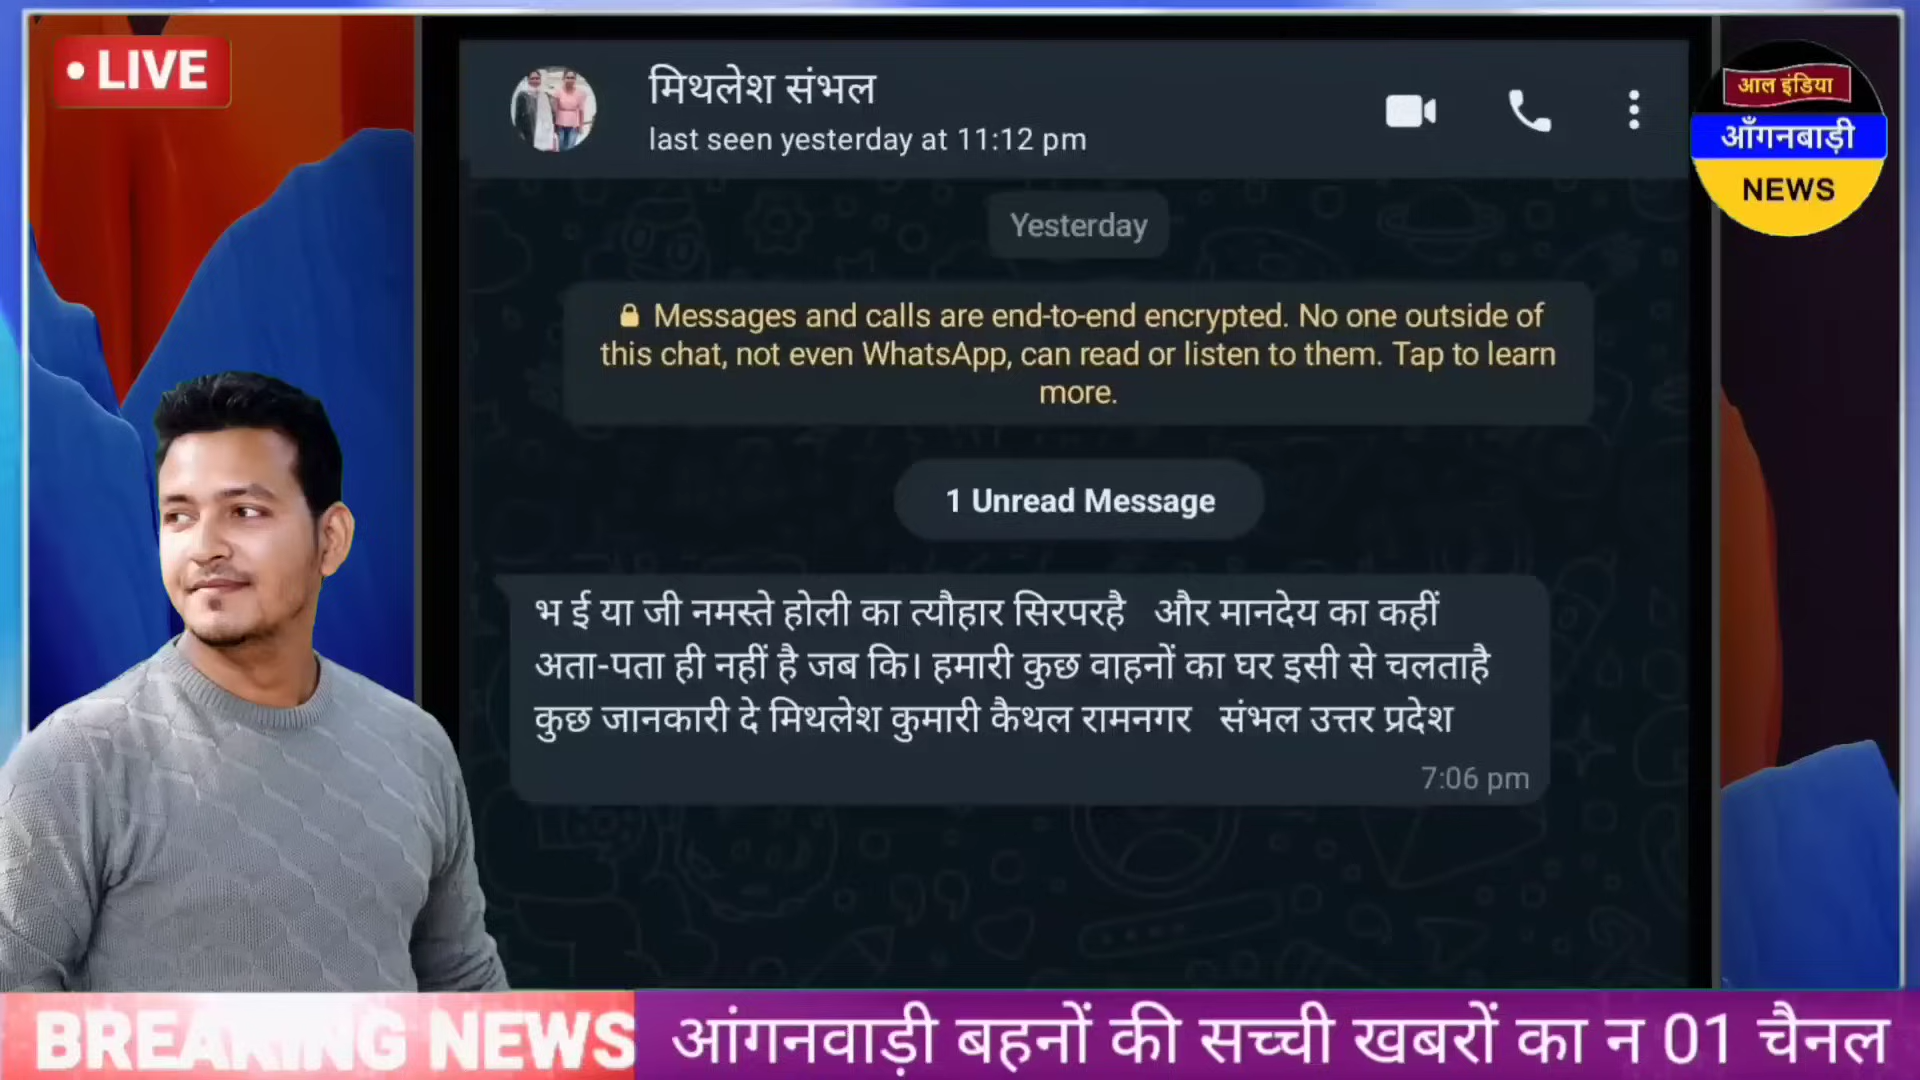 • LIVE
मिथलेश संभल
last seen yesterday at 11:12 pm
आल इंडिया
आँगनबाड़ी
NEWS
Yesterday
Messages and calls are end-to-end encrypted. No one outside of
this chat, not even WhatsApp, can read or listen to them. Tap to learn
more.
1 Unread Message
भ ई या जी नमस्ते होली का त्यौहार सिरपरहै और मानदेय का कहीं
अता-पता ही नहीं है जब कि। हमारी कुछ वाहनों का घर इसी से चलताहै
कुछ जानकारी दे मिथलेश कुमारी कैथल रामनगर संभल उत्तर प्रदेश
7:06 pm
BREAKING NEWS
आंगनवाड़ी बहनों की सच्ची खबरों का न 01 चैनल